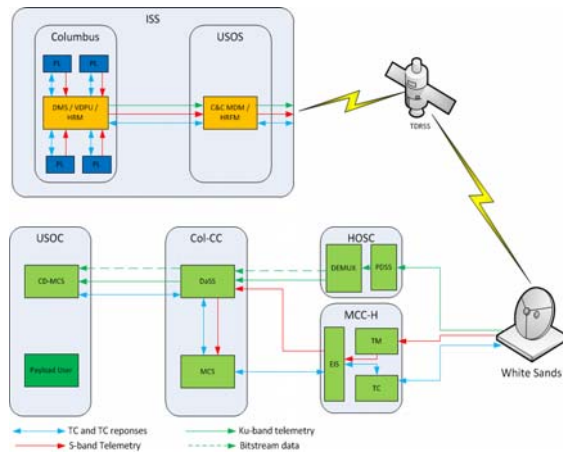 ISS
Columbus
USOS
PL
PL
DMS / VDPU /
HRM
C&C MDM /
HRFM
PL
PL
TDRSS
USOC
Col-CC
HOSC
CD-MCS
DaSS
DEMUX
PDSS
MCC-H
EIS
TM
TC
Payload User
MCS
White Sands
TC and TC reponses
Ku-band telemetry
S-band Telemetry
Bitstream data